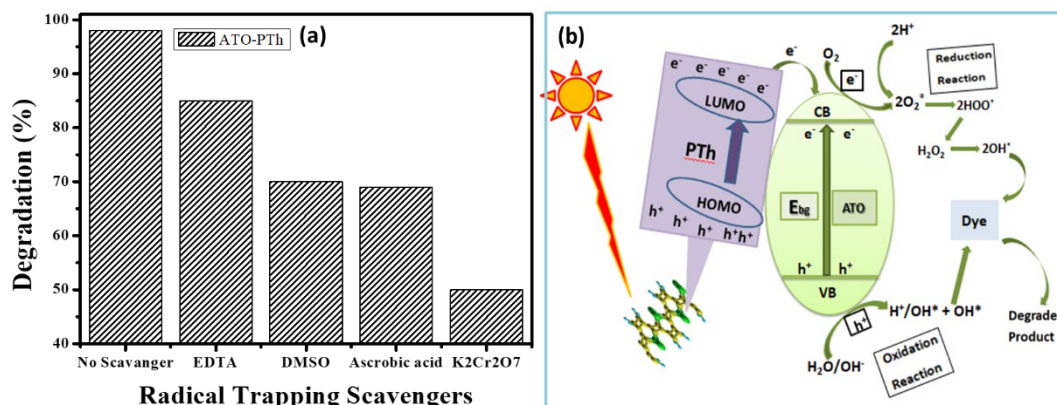 (a)
ATO-PTh
Degradation (%)
100
90
80
70
60
50
40
No Scavanger
EDTA
DMSO
Ascrobic acid
K2Cr2O7
Radical Trapping Scavengers
(b)
e⁻ e⁻ e⁻ e⁻ e⁻
LUMO
PTh
HOMO
h⁺ h⁺ h⁺ h⁺h⁺ h⁺
e⁻
O₂
2H⁺
e⁻
Reduction
Reaction
2O₂* 2HOO*
H₂O₂ 2OH*
CB
e⁻ e⁻
Ebg
ATO
h⁺ h⁺
VB
h⁺
H₂O/OH⁻
H⁺/OH* + OH*
Oxidation
Reaction
Dye
Degrade
Product